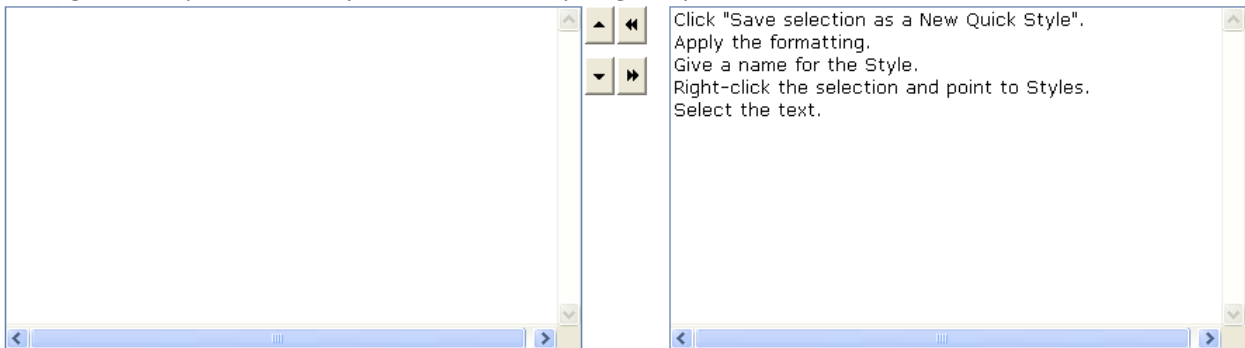 Click "Save selection as a New Quick Style".
Apply the formatting.
Give a name for the Style.
Right-click the selection and point to Styles.
Select the text.